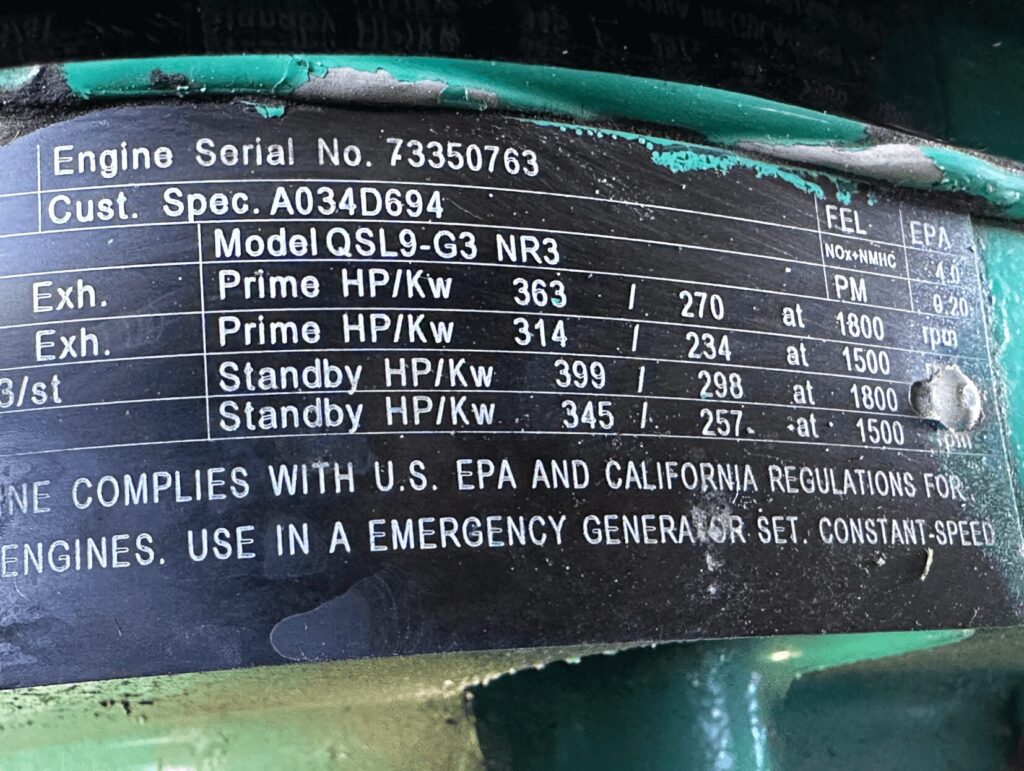 Engine Serial No. 73350763
Cust. Spec. A034D694
FEL EPA
Model QSL9-G3 NR3
NOx+NMHC 4.0
PM 0.20
Exh. Prime HP/Kw 363 / 270 at 1800 rpm
Exh. Prime HP/Kw 314 / 234 at 1500
3/st Standby HP/Kw 399 / 298 at 1800
Standby HP/Kw 345 / 257 at 1500 rpm
NE COMPLIES WITH U.S. EPA AND CALIFORNIA REGULATIONS FOR
ENGINES. USE IN A EMERGENCY GENERATOR SET. CONSTANT-SPEED